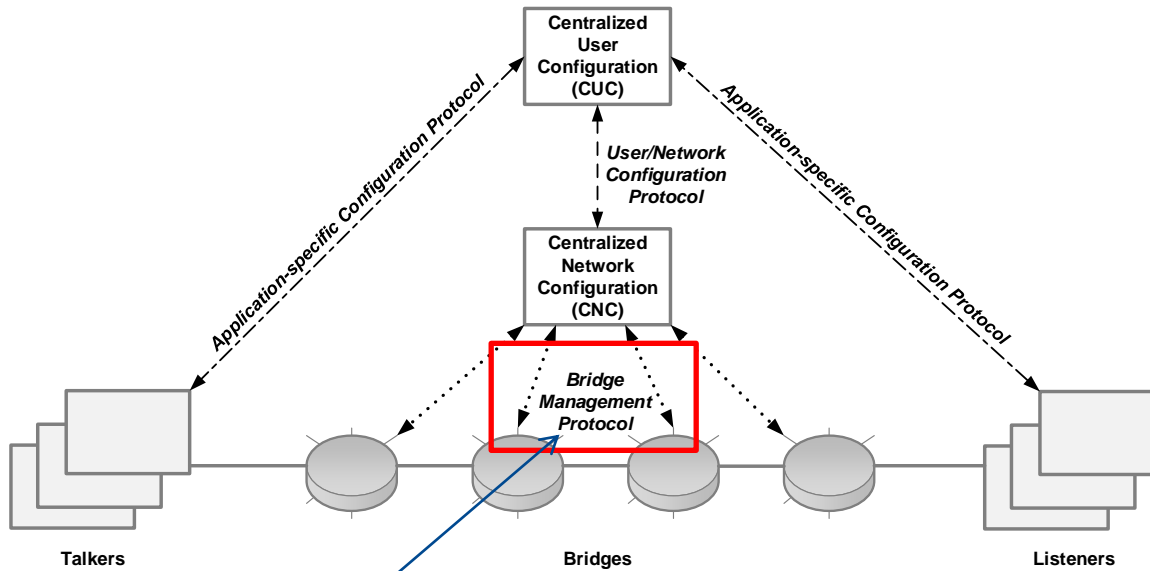 Centralized
User
Configuration
(CUC)
Application-specific Configuration Protocol
Application-specific Configuration Protocol
User/Network
Configuration
Protocol
Centralized
Network
Configuration
(CNC)
Bridge
Management
Protocol
Talkers
Bridges
Listeners